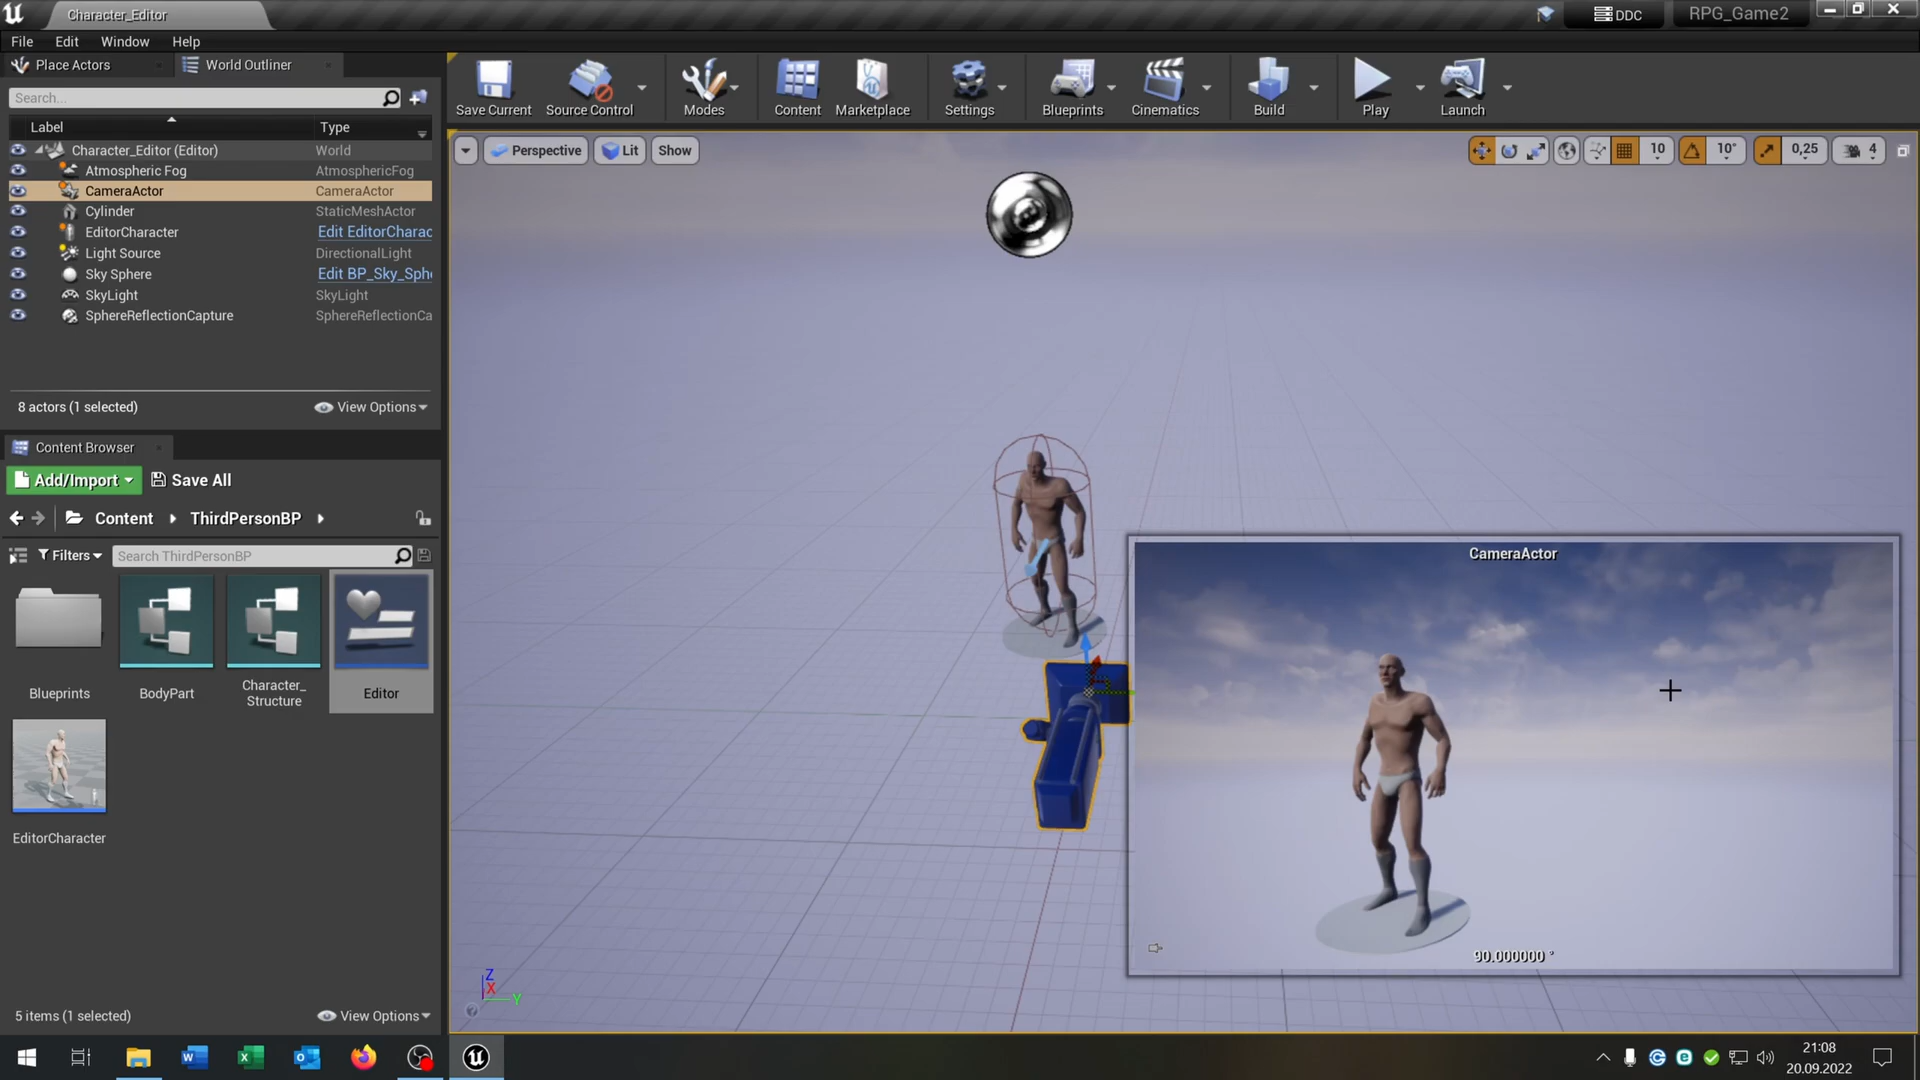 Character_Editor
DDC
RPG_Game2
File Edit Window Help
Place Actors
World Outliner
Search...
Label Type
Character_Editor (Editor) World
Atmospheric Fog AtmosphericFog
CameraActor CameraActor
Cylinder StaticMeshActor
EditorCharacter Edit EditorCharac
Light Source DirectionalLight
Sky Sphere Edit BP_Sky_Sphe
SkyLight SkyLight
SphereReflectionCapture SphereReflectionCa
8 actors (1 selected) View Options
Content Browser
Add/Import Save All
Content ThirdPersonBP
Filters Search ThirdPersonBP
Blueprints
BodyPart
Character_
Structure
Editor
EditorCharacter
5 items (1 selected) View Options
Save Current Source Control Modes Content Marketplace Settings Blueprints Cinematics Build Play Launch
Perspective Lit Show
10 10° 0,25 4
CameraActor
90.000000 °
Z
X
Y
21:08
20.09.2022